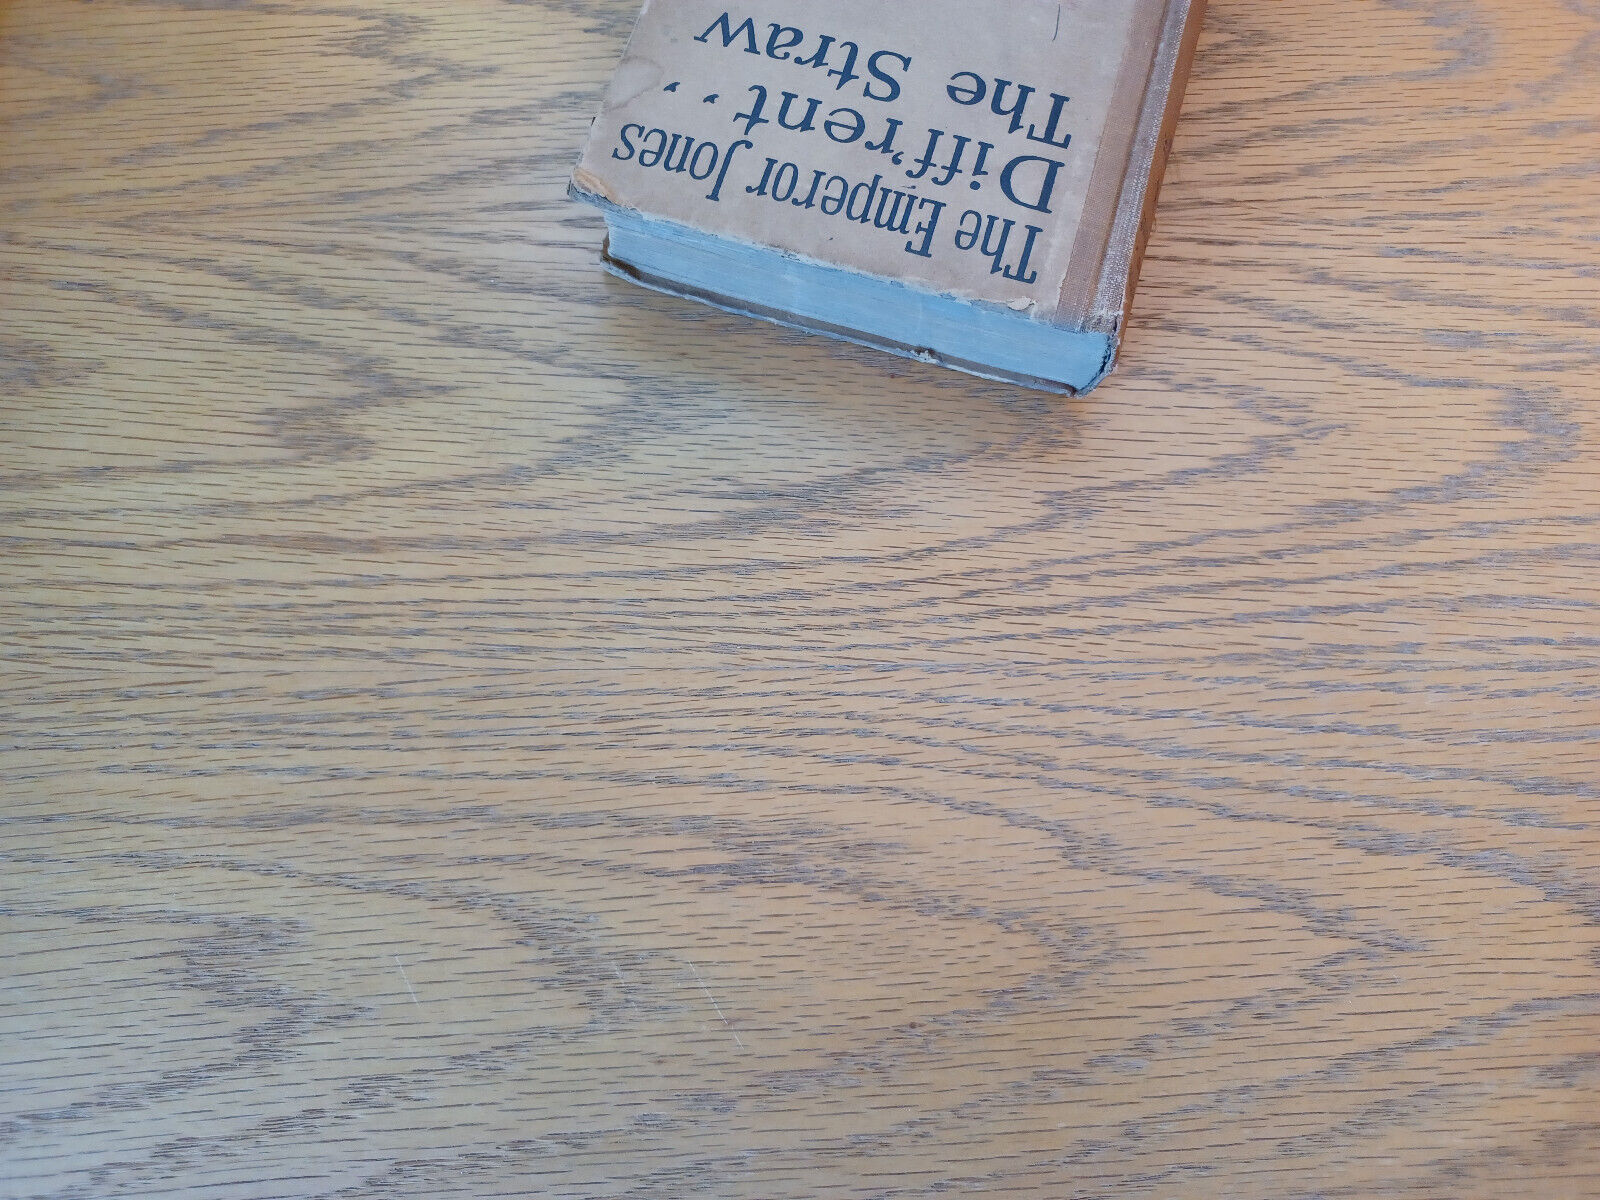 The Emperor Jones
Diff'rent . .
The Straw